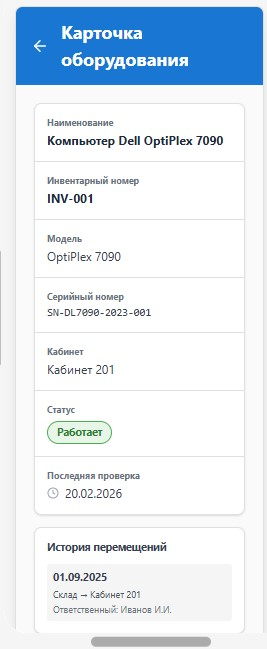 ← Карточка
оборудования
Наименование
Компьютер Dell OptiPlex 7090
Инвентарный номер
INV-001
Модель
OptiPlex 7090
Серийный номер
SN-DL7090-2023-001
Кабинет
Кабинет 201
Статус
Работает
Последняя проверка
20.02.2026
История перемещений
01.09.2025
Склад → Кабинет 201
Ответственный: Иванов И.И.